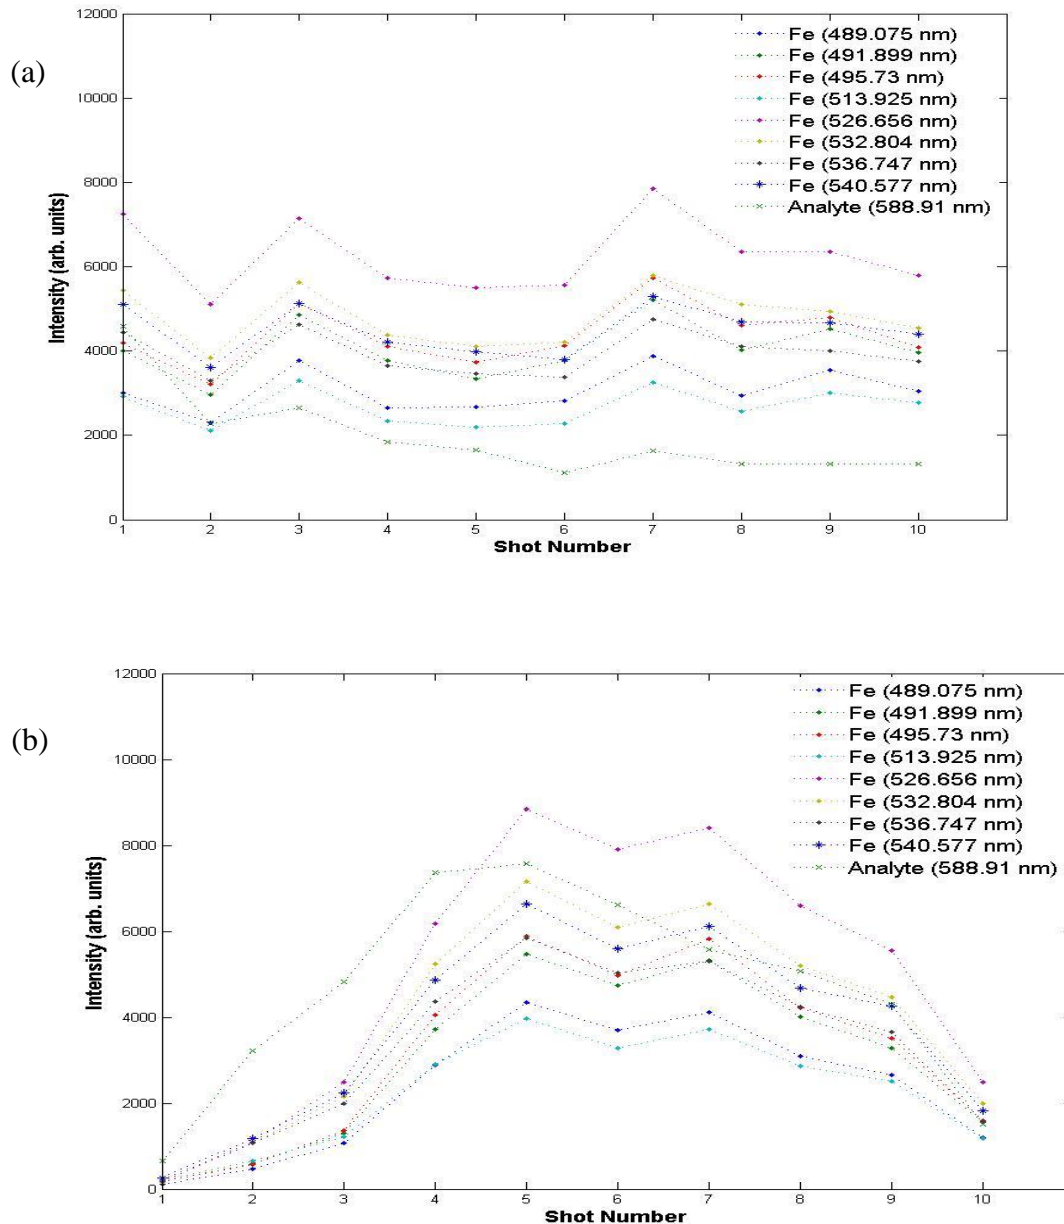 (a)
Intensity (arb. units)
12000
10000
8000
6000
4000
2000
0
Fe (489.075 nm)
Fe (491.899 nm)
Fe (495.73 nm)
Fe (513.925 nm)
Fe (526.656 nm)
Fe (532.804 nm)
Fe (536.747 nm)
Fe (540.577 nm)
Analyte (588.91 nm)
1 2 3 4 5 6 7 8 9 10
Shot Number
(b)
Intensity (arb. units)
12000
10000
8000
6000
4000
2000
0
Fe (489.075 nm)
Fe (491.899 nm)
Fe (495.73 nm)
Fe (513.925 nm)
Fe (526.656 nm)
Fe (532.804 nm)
Fe (536.747 nm)
Fe (540.577 nm)
Analyte (588.91 nm)
1 2 3 4 5 6 7 8 9 10
Shot Number